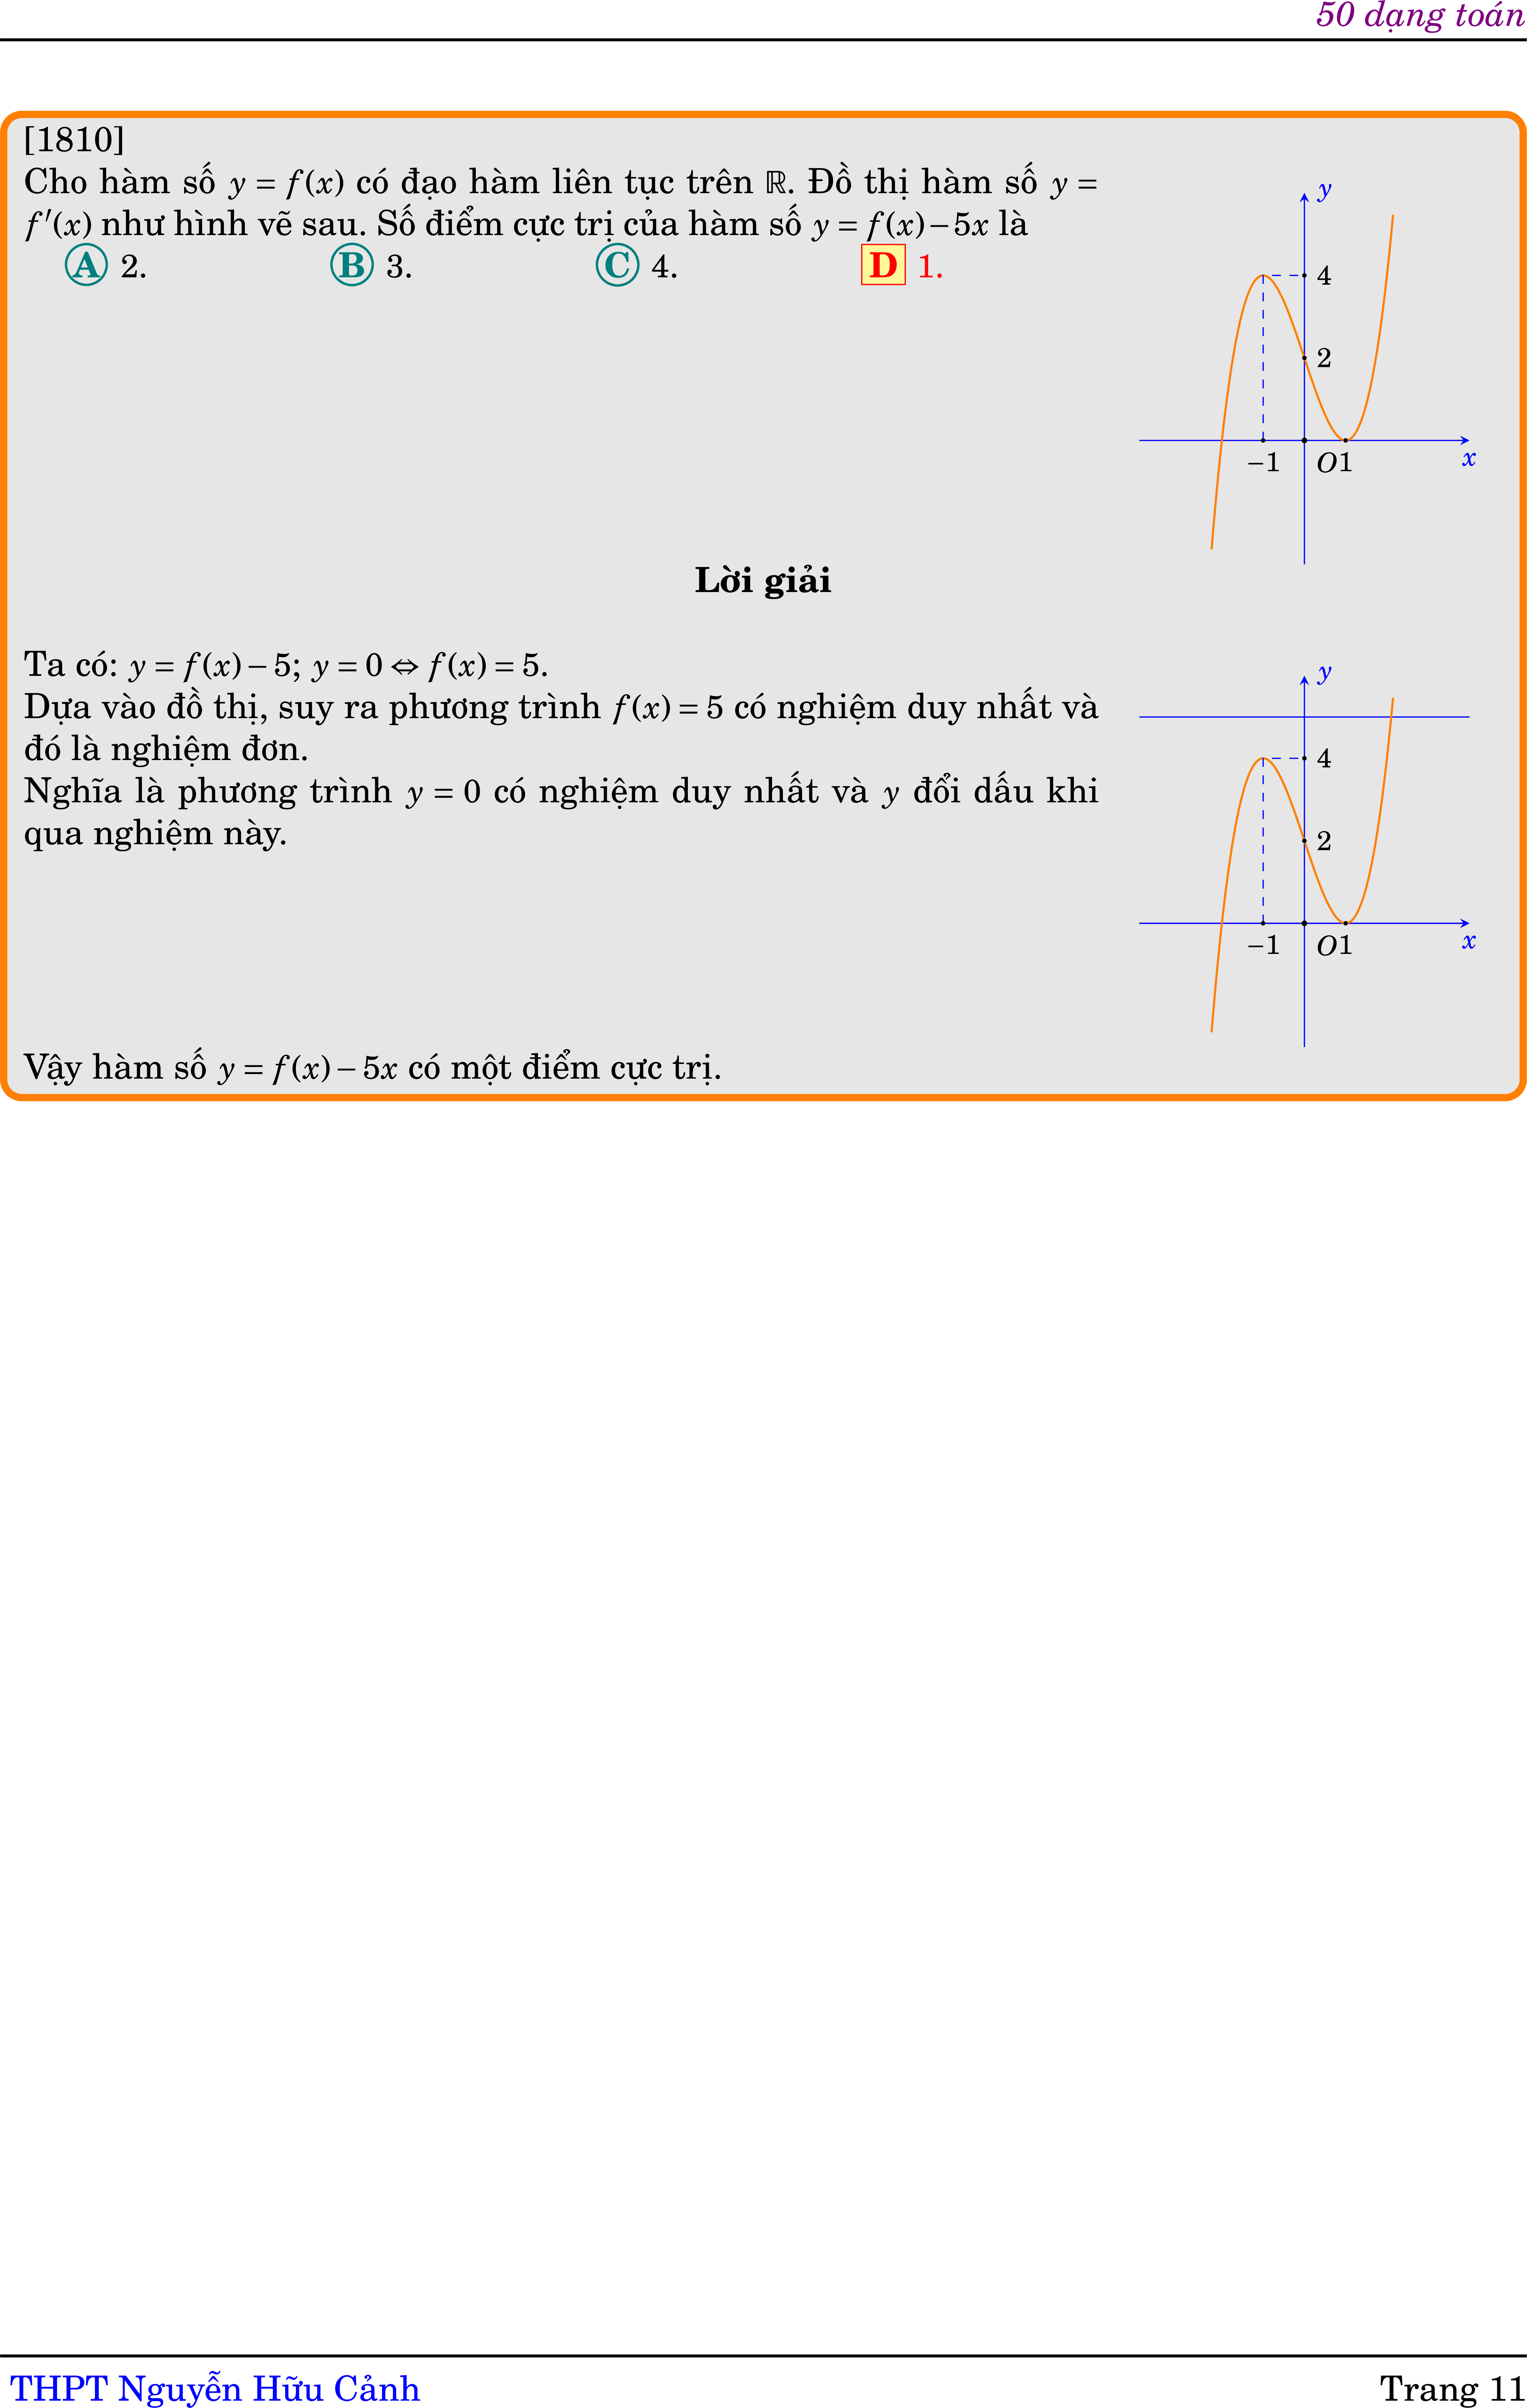 50 dạng toán
[1810]
Cho hàm số y = f(x) có đạo hàm liên tục trên ℝ. Đồ thị hàm số y =
f′(x) như hình vẽ sau. Số điểm cực trị của hàm số y = f(x) – 5x là
A 2. B 3. C 4. D 1.
y
4
2
–1 O 1 x
Lời giải
Ta có: y = f(x) – 5; y = 0 ⇔ f(x) = 5.
Dựa vào đồ thị, suy ra phương trình f(x) = 5 có nghiệm duy nhất và
đó là nghiệm đơn.
Nghĩa là phương trình y = 0 có nghiệm duy nhất và y đổi dấu khi
qua nghiệm này.
y
4
2
–1 O 1 x
Vậy hàm số y = f(x) – 5x có một điểm cực trị.
THPT Nguyễn Hữu Cảnh Trang 11